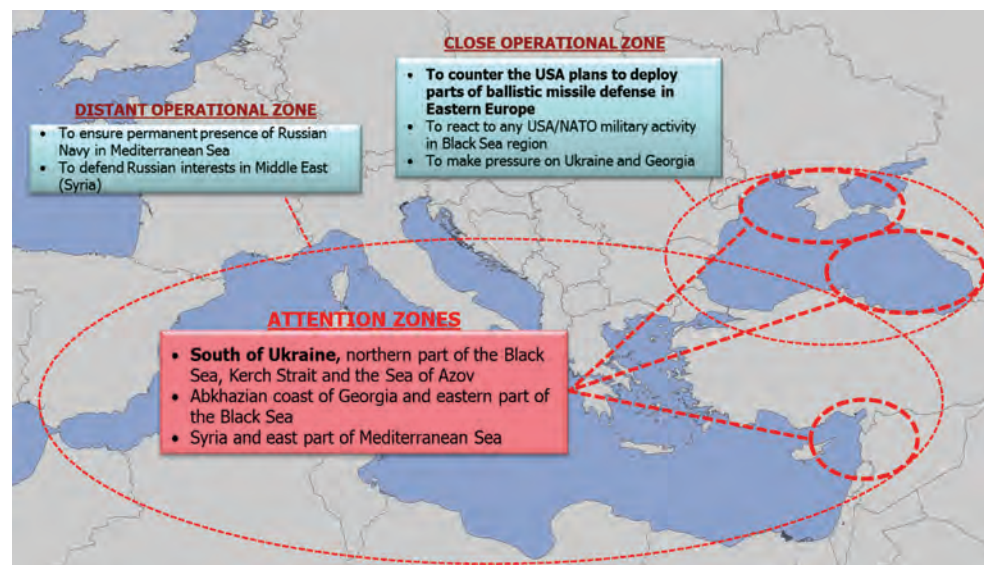 CLOSE OPERATIONAL ZONE
• To counter the USA plans to deploy
parts of ballistic missile defense in
Eastern Europe
• To react to any USA/NATO military activity
in Black Sea region
• To make pressure on Ukraine and Georgia
DISTANT OPERATIONAL ZONE
• To ensure permanent presence of Russian
Navy in Mediterranean Sea
• To defend Russian interests in Middle East
(Syria)
ATTENTION ZONES
• South of Ukraine, northern part of the Black
Sea, Kerch Strait and the Sea of Azov
• Abkhazian coast of Georgia and eastern part of
the Black Sea
• Syria and east part of Mediterranean Sea